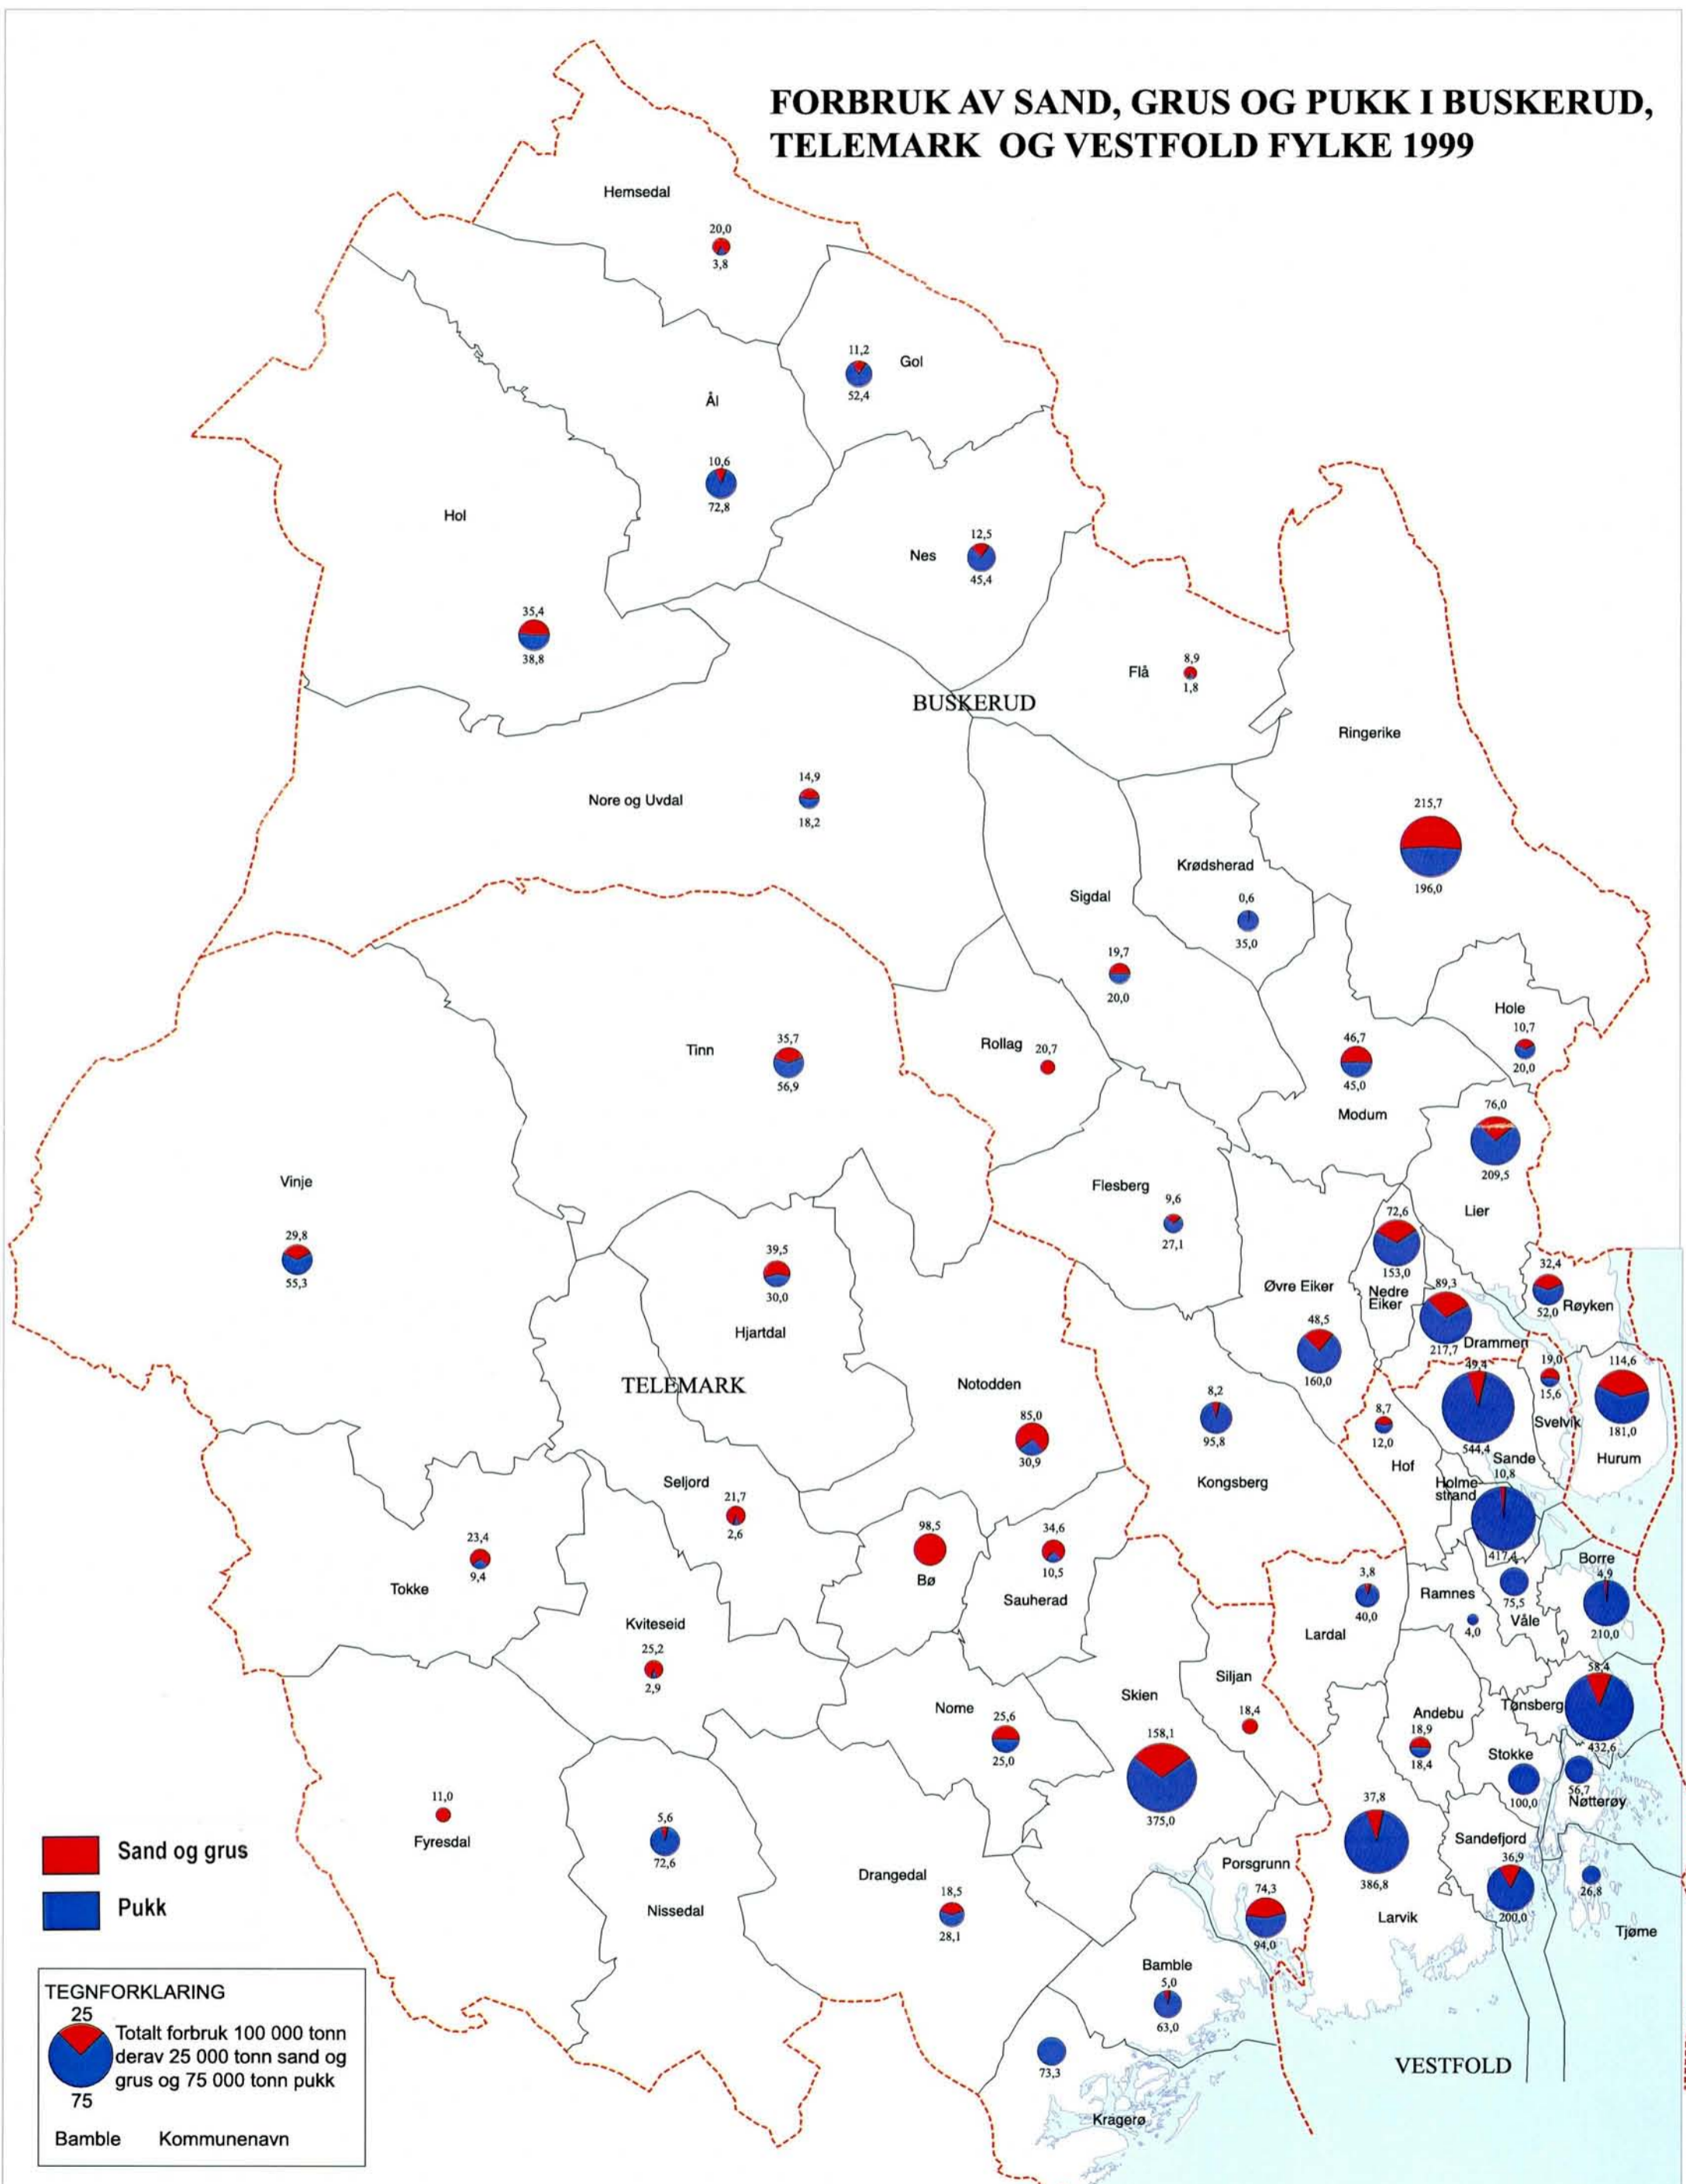 FORBRUK AV SAND, GRUS OG PUKK I BUSKERUD,
TELEMARK OG VESTFOLD FYLKE 1999
Hemsedal
20,0
3,8
11,2
Gol
52,4
Ål
10,6
72,8
Hol
35,4
38,8
Nes
12,5
45,4
Flå
8,9
1,8
BUSKERUD
Ringerike
215,7
196,0
Nore og Uvdal
14,9
18,2
Krødsherad
0,6
35,0
Sigdal
19,7
20,0
Hole
10,7
20,0
Tinn
35,7
56,9
Rollag
20,7
46,7
45,0
Modum
76,0
209,5
Lier
Vinje
29,8
55,3
Flesberg
9,6
27,1
39,5
30,0
Hjartdal
72,6
153,0
Nedre
Eiker
Øvre Eiker
48,5
160,0
32,4
52,0
Røyken
89,3
217,7
Drammen
TELEMARK
Notodden
85,0
30,9
8,2
95,8
Kongsberg
49,4
544,4
Sande
19,0
15,6
Svelvik
114,6
181,0
Hurum
8,7
12,0
Hof
Holme-
strand
10,8
417,4
Seljord
21,7
2,6
23,4
9,4
Tokke
98,5
Bø
34,6
10,5
Sauherad
Borre
4,9
210,0
3,8
40,0
Lardal
Ramnes
4,0
75,5
Våle
Kviteseid
25,2
2,9
Nome
25,6
25,0
Skien
158,1
375,0
Siljan
18,4
Andebu
18,9
18,4
58,4
Tønsberg
432,6
Stokke
100,0
56,7
Nøtterøy
11,0
Fyresdal
5,6
72,6
Nissedal
37,8
386,8
Larvik
Sandefjord
36,9
200,0
26,8
Tjøme
Drangedal
18,5
28,1
Porsgrunn
74,3
94,0
Bamble
5,0
63,0
73,3
Kragerø
VESTFOLD
Sand og grus
Pukk
TEGNFORKLARING
25
Totalt forbruk 100 000 tonn
derav 25 000 tonn sand og
grus og 75 000 tonn pukk
75
Bamble Kommunenavn